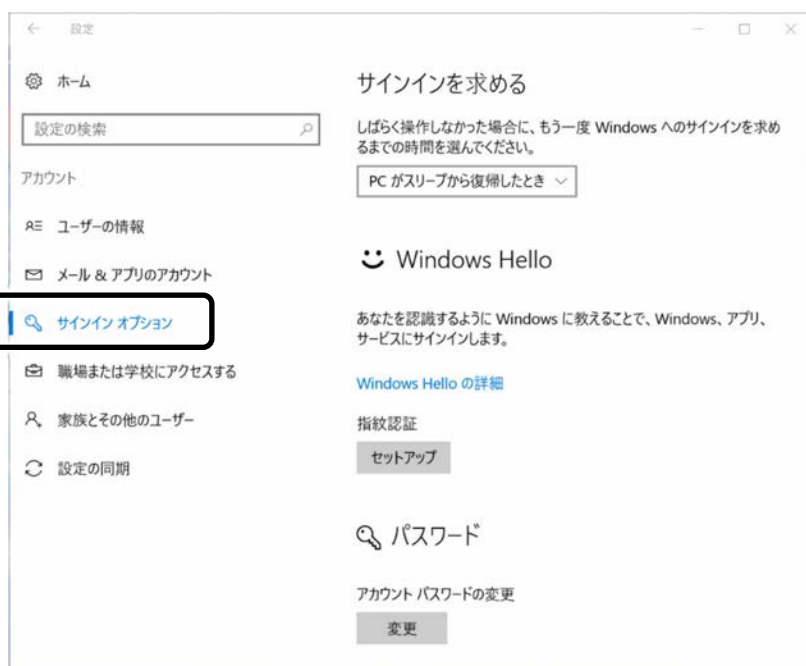 設定
ホーム
設定の検索
アカウント
ユーザーの情報
メール & アプリのアカウント
サインイン オプション
職場または学校にアクセスする
家族とその他のユーザー
設定の同期
サインインを求める
しばらく操作しなかった場合に、もう一度 Windows へのサインインを求め
るまでの時間を選んでください。
PC がスリープから復帰したとき
Windows Hello
あなたを認識するように Windows に教えることで、Windows、アプリ、
サービスにサインインします。
Windows Hello の詳細
指紋認証
セットアップ
パスワード
アカウント パスワードの変更
変更